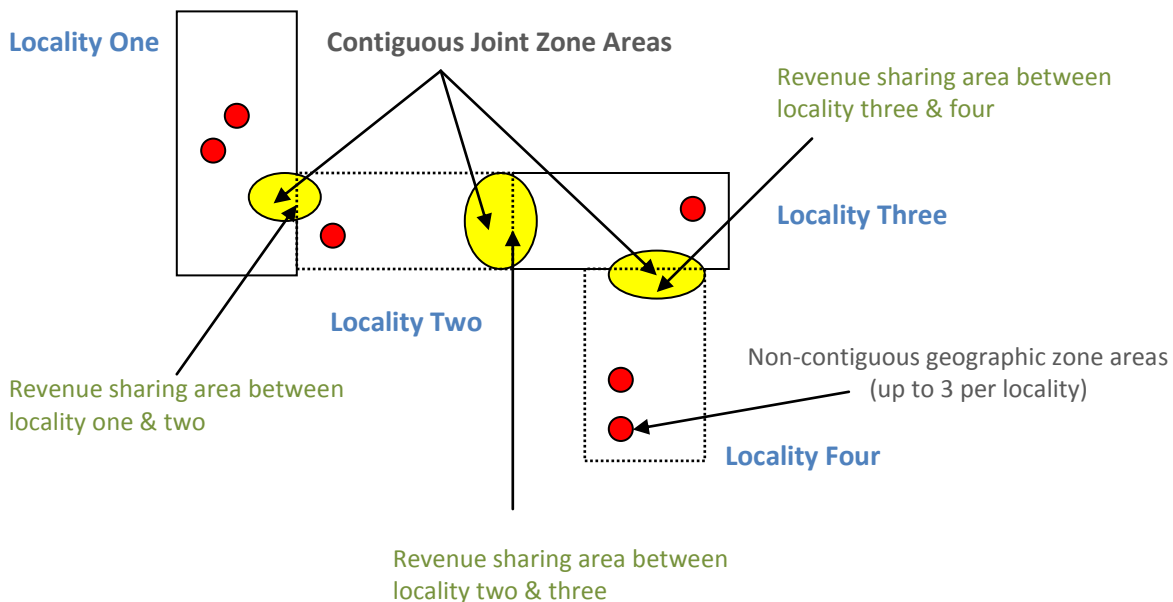 Locality One
Contiguous Joint Zone Areas
Revenue sharing area between
locality three & four
Locality Three
Locality Two
Non-contiguous geographic zone areas
(up to 3 per locality)
Revenue sharing area between
locality one & two
Locality Four
Revenue sharing area between
locality two & three